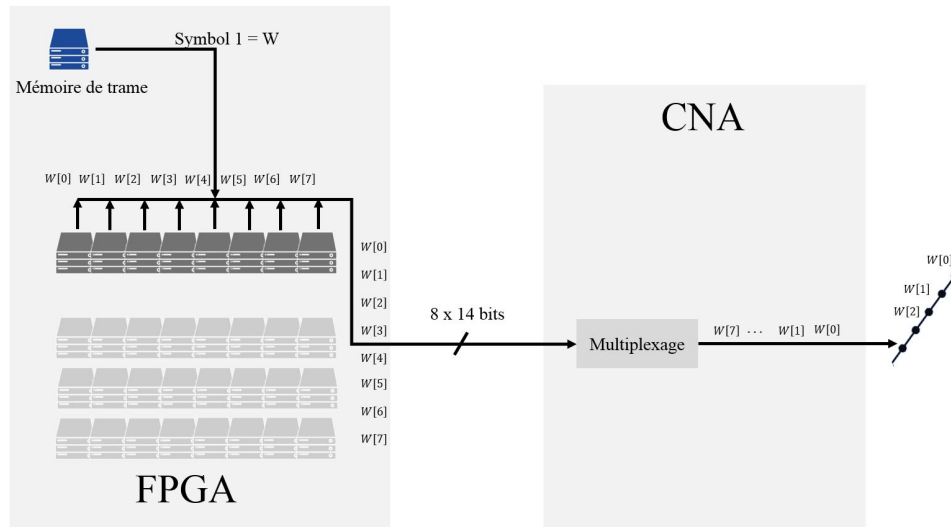 Symbol 1 = W
Mémoire de trame
CNA
W[0] W[1] W[2] W[3] W[4] W[5] W[6] W[7]
W[0]
W[1]
W[2]
W[3]
W[4]
W[5]
W[6]
W[7]
8 x 14 bits
Multiplexage
W[7] ... W[1] W[0]
W[0]
W[1]
W[2]
FPGA